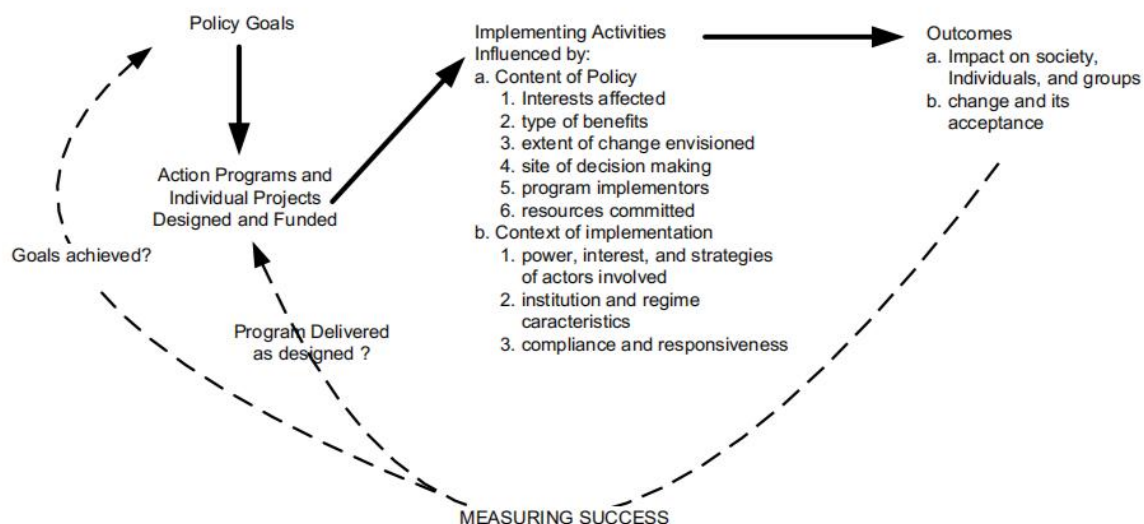 Policy Goals
Action Programs and
Individual Projects
Designed and Funded
Goals achieved?
Program Delivered
as designed ?
Implementing Activities
Influenced by:
a. Content of Policy
1. Interests affected
2. type of benefits
3. extent of change envisioned
4. site of decision making
5. program implementors
6. resources committed
b. Context of implementation
1. power, interest, and strategies
of actors involved
2. institution and regime
caracteristics
3. compliance and responsiveness
Outcomes
a. Impact on society,
Individuals, and groups
b. change and its
acceptance
MEASURING SUCCESS